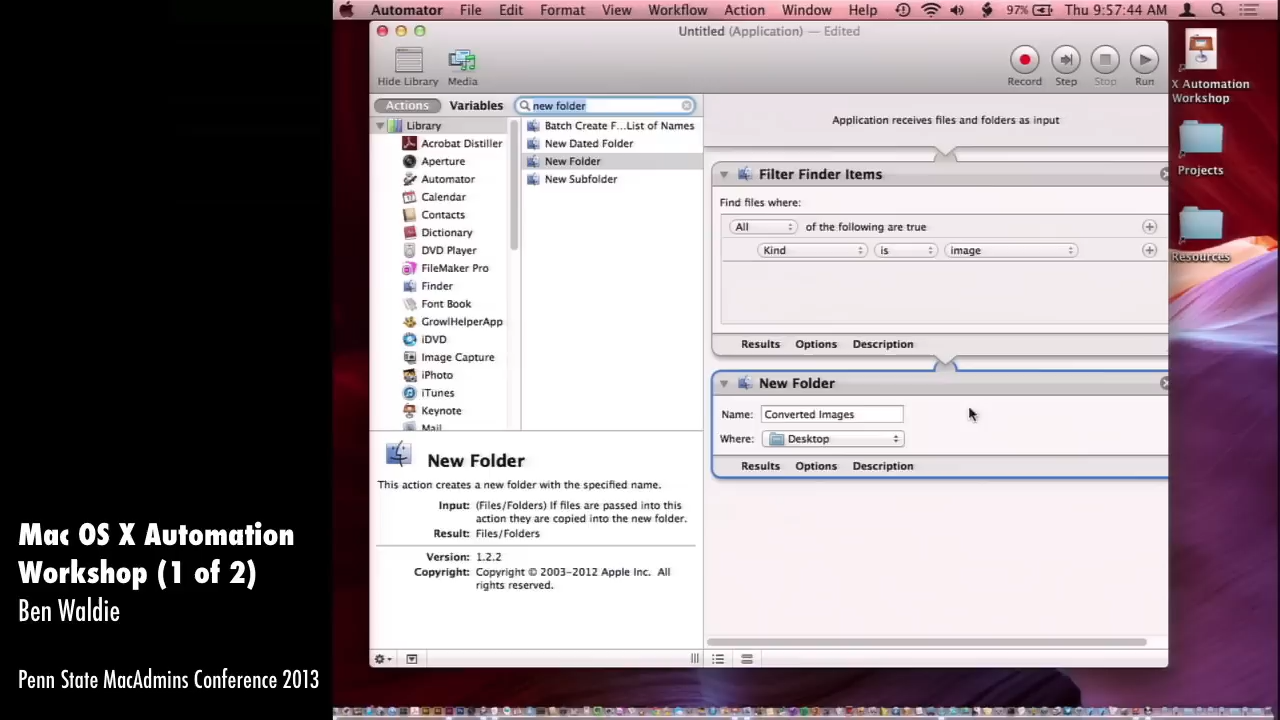 Automator File Edit Format View Workflow Action Window Help 97% Thu 9:57:44 AM
Untitled (Application) — Edited
Hide Library Media Record Step Stop Run
Actions Variables new folder
Library
Acrobat Distiller
Aperture
Automator
Calendar
Contacts
Dictionary
DVD Player
FileMaker Pro
Finder
Font Book
GrowlHelperApp
iDVD
Image Capture
iPhoto
iTunes
Keynote
Mail
Batch Create F...List of Names
New Dated Folder
New Folder
New Subfolder
New Folder
This action creates a new folder with the specified name.
Input: (Files/Folders) If files are passed into this
action they are copied into the new folder.
Result: Files/Folders
Version: 1.2.2
Copyright: Copyright © 2003–2012 Apple Inc. All
rights reserved.
Application receives files and folders as input
Filter Finder Items
Find files where:
All of the following are true
Kind is image
Results Options Description
New Folder
Name: Converted Images
Where: Desktop
Results Options Description
X Automation
Workshop
Projects
Resources
Mac OS X Automation
Workshop (1 of 2)
Ben Waldie
Penn State MacAdmins Conference 2013